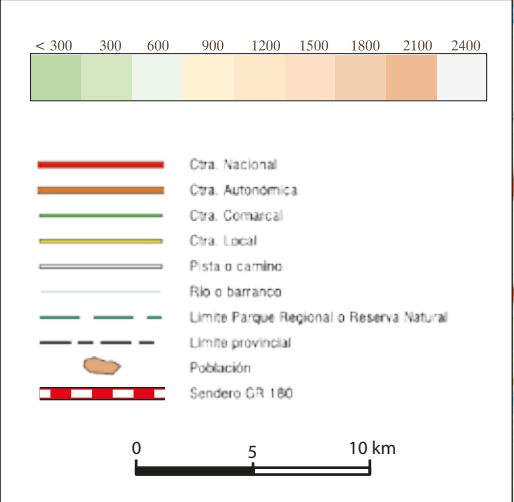 < 300 300 600 900 1200 1500 1800 2100 2400
Ctra. Nacional
Ctra. Autonómica
Ctra. Comarcal
Ctra. Local
Pista o camino
Río o barranco
Límite Parque Regional o Reserva Natural
Límite provincial
Población
Sendero GR 180
0 5 10 km